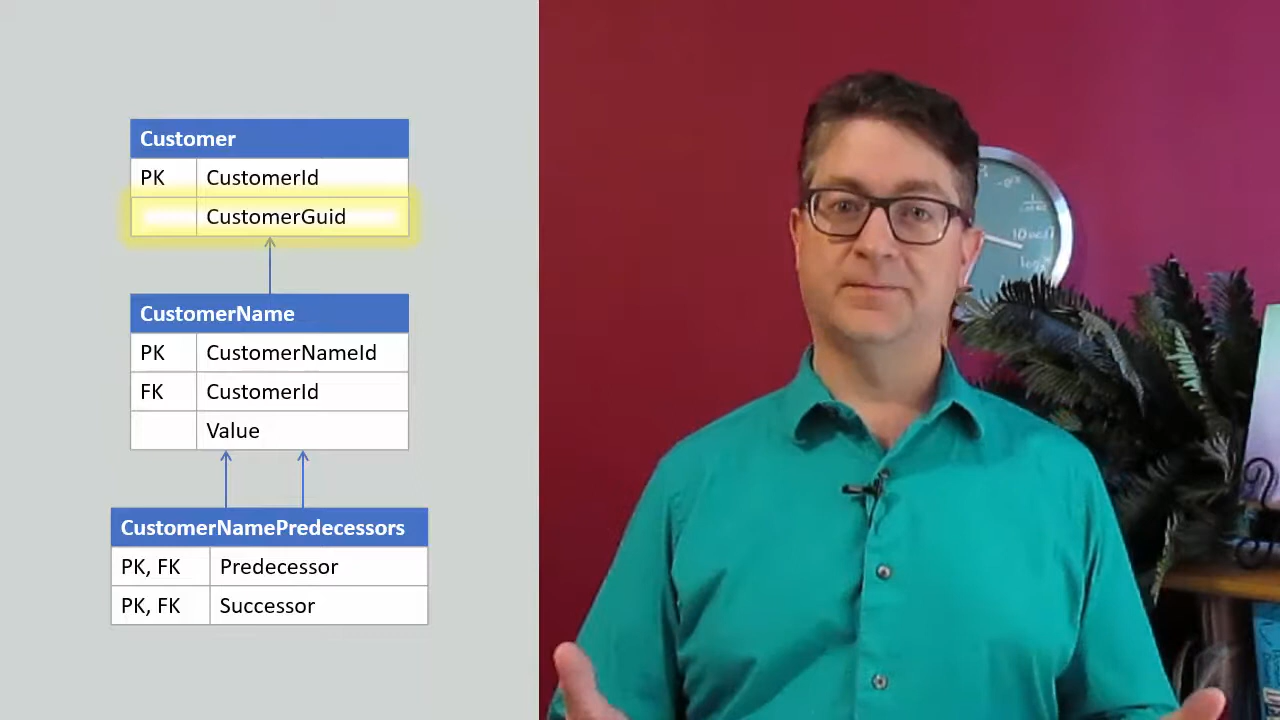 Customer
PK CustomerId
CustomerGuid
CustomerName
PK CustomerNameId
FK CustomerId
Value
CustomerNamePredecessors
PK, FK Predecessor
PK, FK Successor